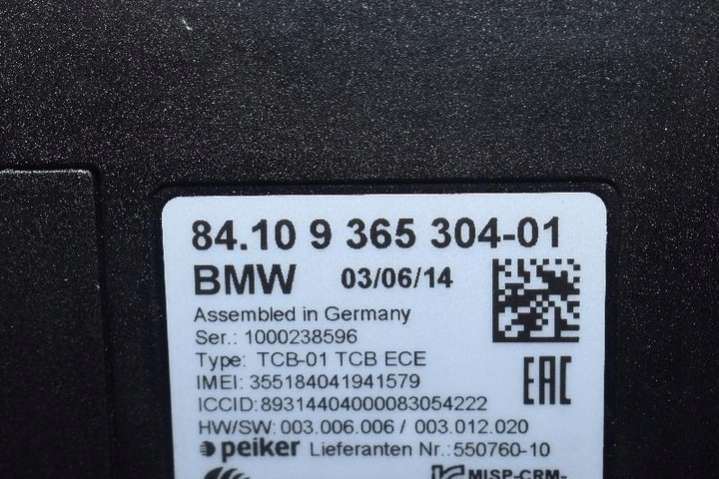 84.10 9 365 304-01
BMW 03/06/14
Assembled in Germany
Ser.: 1000238596
Type: TCB-01 TCB ECE
IMEI: 355184041941579
ICCID:89314404000083054222
HW/SW: 003.006.006 / 003.012.020
peiker Lieferanten Nr.:550760-10
EAC
MISP-CRM-